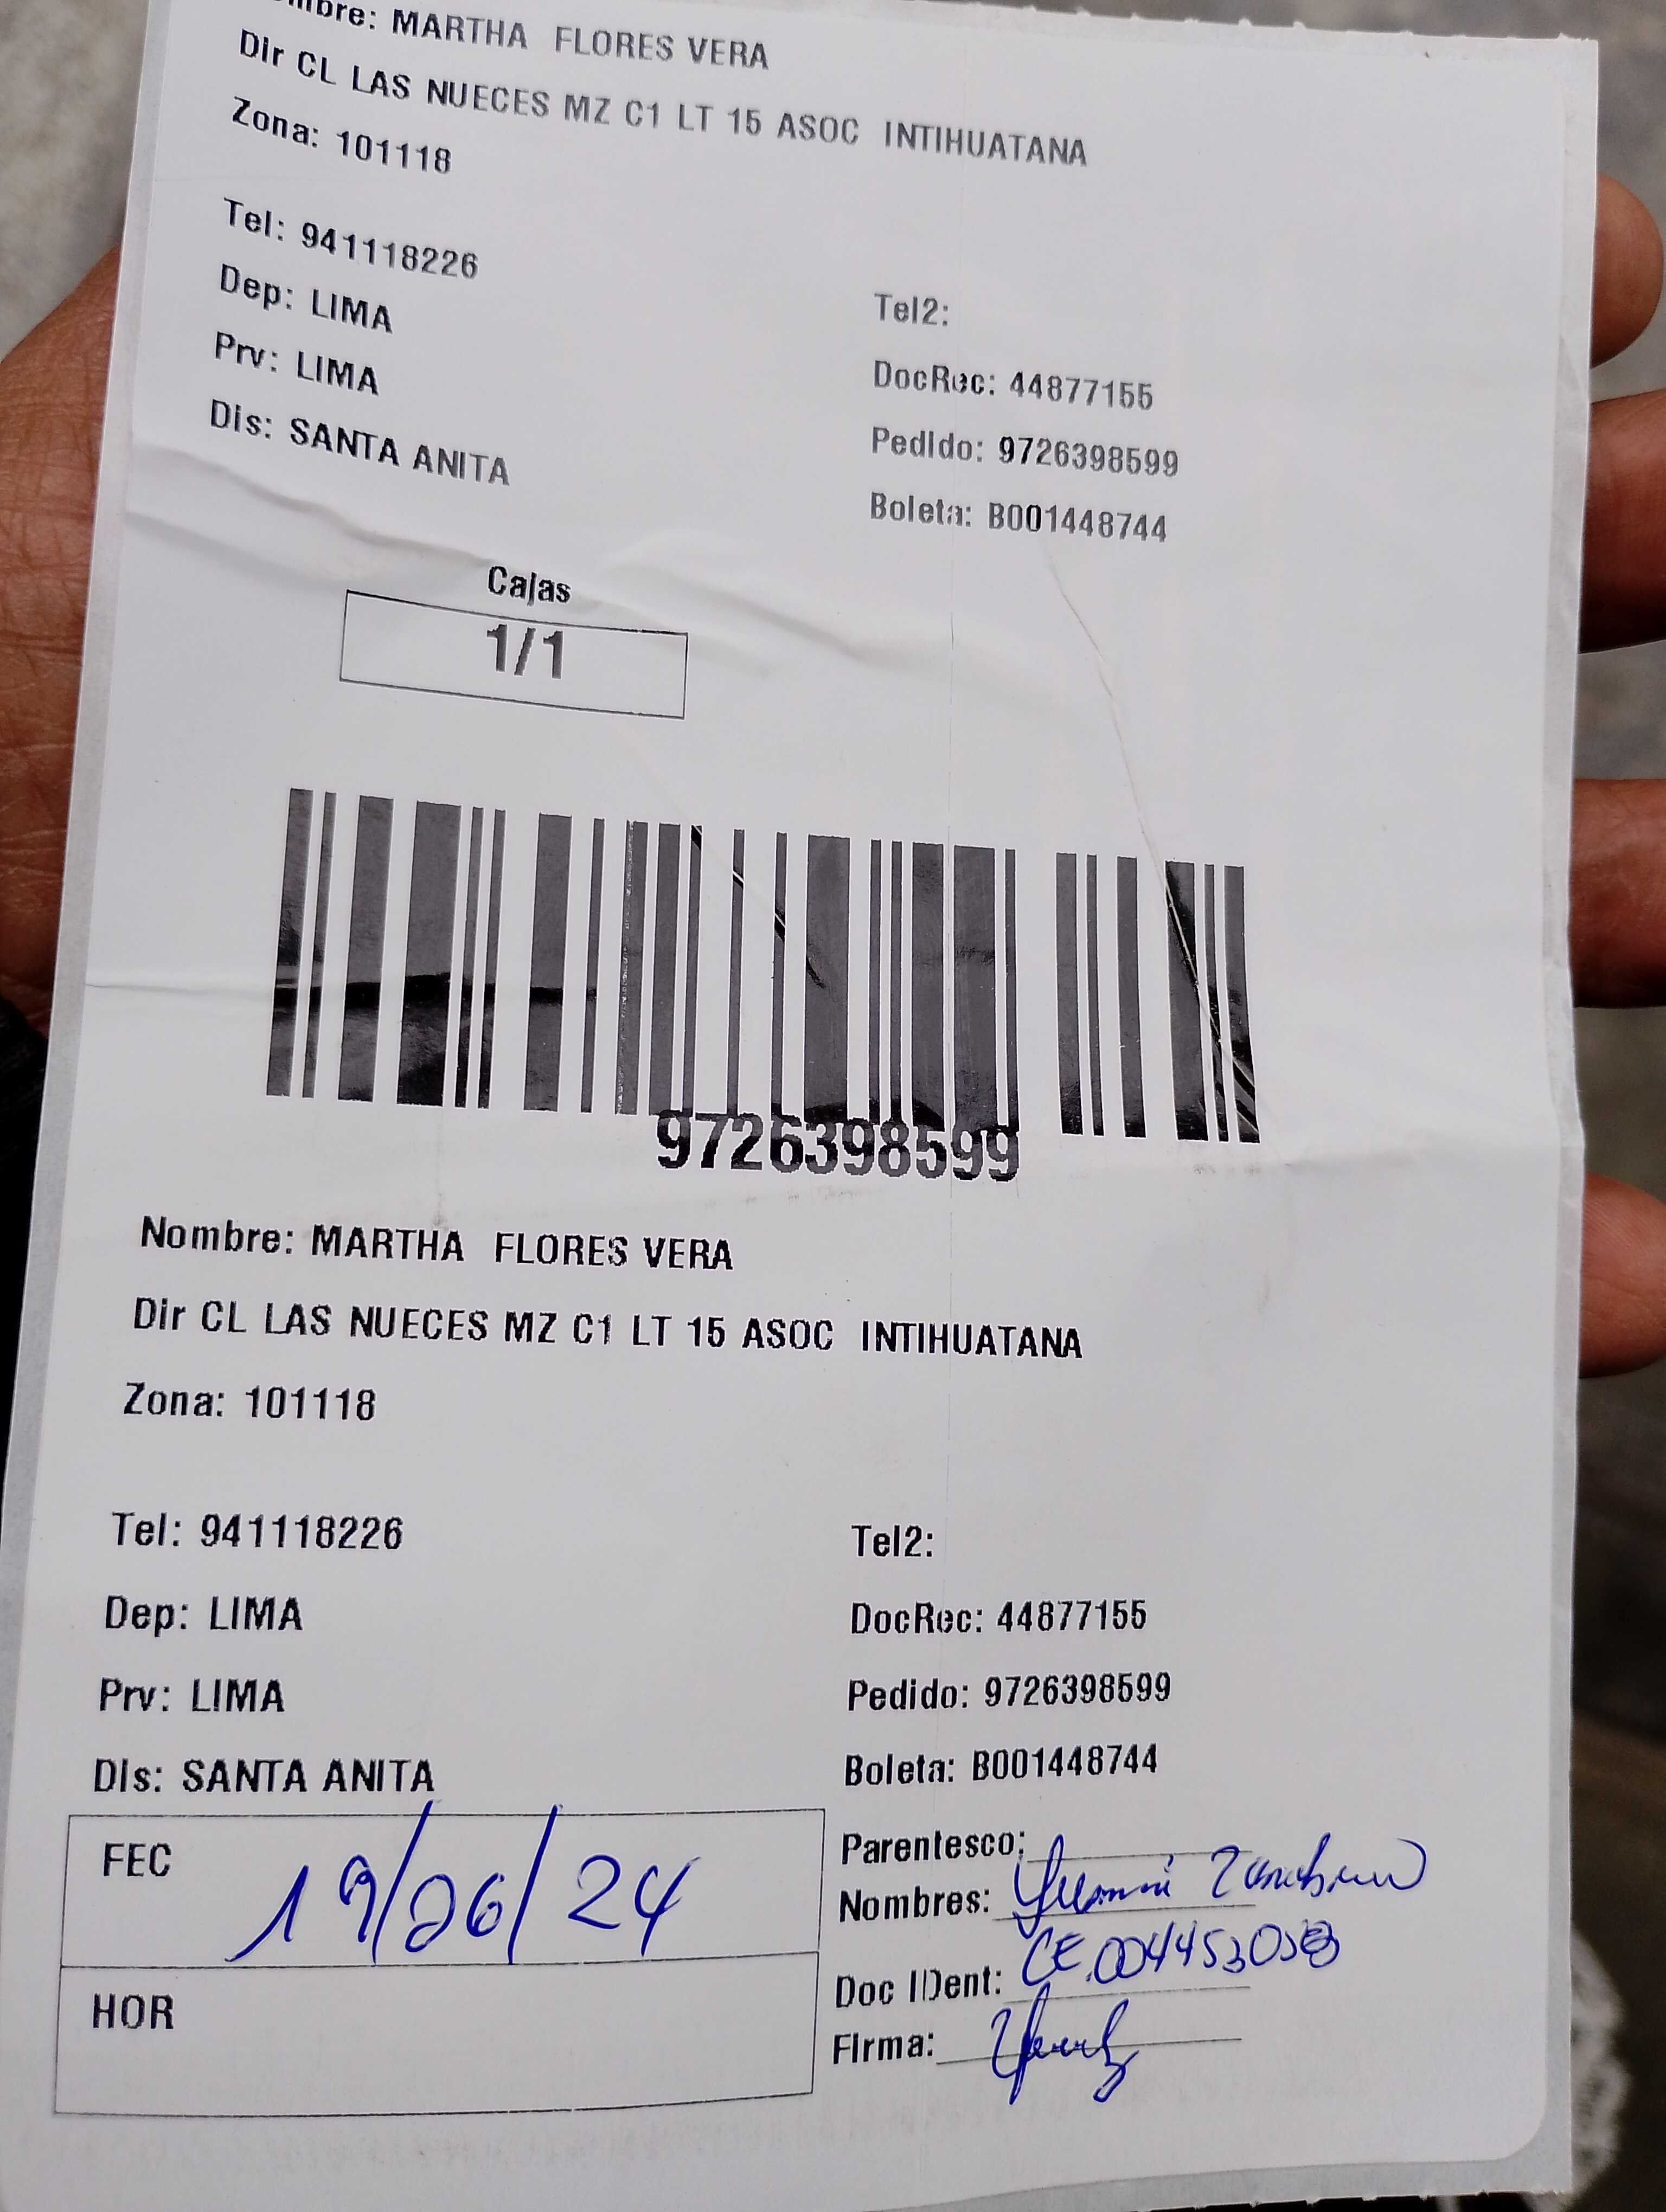 mbre: MARTHA FLORES VERA
Dir CL LAS NUECES MZ C1 LT 15 ASOC INTIHUATANA
Zona: 101118
Tel: 941118226
Tel2:
Dep: LIMA
DocRec: 44877155
Prv: LIMA
Pedido: 9726398599
Dis: SANTA ANITA
Boleta: B001448744
Cajas
1/1
9726398599
Nombre: MARTHA FLORES VERA
Dir CL LAS NUECES MZ C1 LT 15 ASOC INTIHUATANA
Zona: 101118
Tel: 941118226
Tel2:
Dep: LIMA
DocRec: 44877155
Prv: LIMA
Pedido: 9726398599
Dis: SANTA ANITA
Boleta: B001448744
FEC 19/06/24
Parentesco:
Nombres:
HOR
Doc IDent: CE.
Firma: